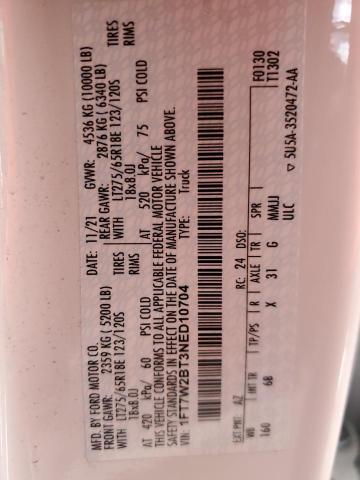 MFD. BY FORD MOTOR CO.
DATE: 11/21 GVWR: 4536 KG (10000 LB)
FRONT GAWR: 2359 KG (5200 LB) REAR GAWR: 2876 KG (6340 LB)
WITH TIRES WITH TIRES
LT275/65R18E 123/120S RIMS LT275/65R18E 123/120S RIMS
18x8.0J 18x8.0J
AT 420 kPa/ 60 PSI COLD AT 520 kPa/ 75 PSI COLD
THIS VEHICLE CONFORMS TO ALL APPLICABLE FEDERAL MOTOR VEHICLE
SAFETY STANDARDS IN EFFECT ON THE DATE OF MANUFACTURE SHOWN ABOVE.
VIN: 1FT7W2BT3NED10704 TYPE: Truck
F0130
T1302
EXT PNT: AZ RC: 24 DSO:
WB INT TR TP/PS R AXLE TR SPR
160 6B X 31 G MMJJ
ULC
5U5A-3520472-AA